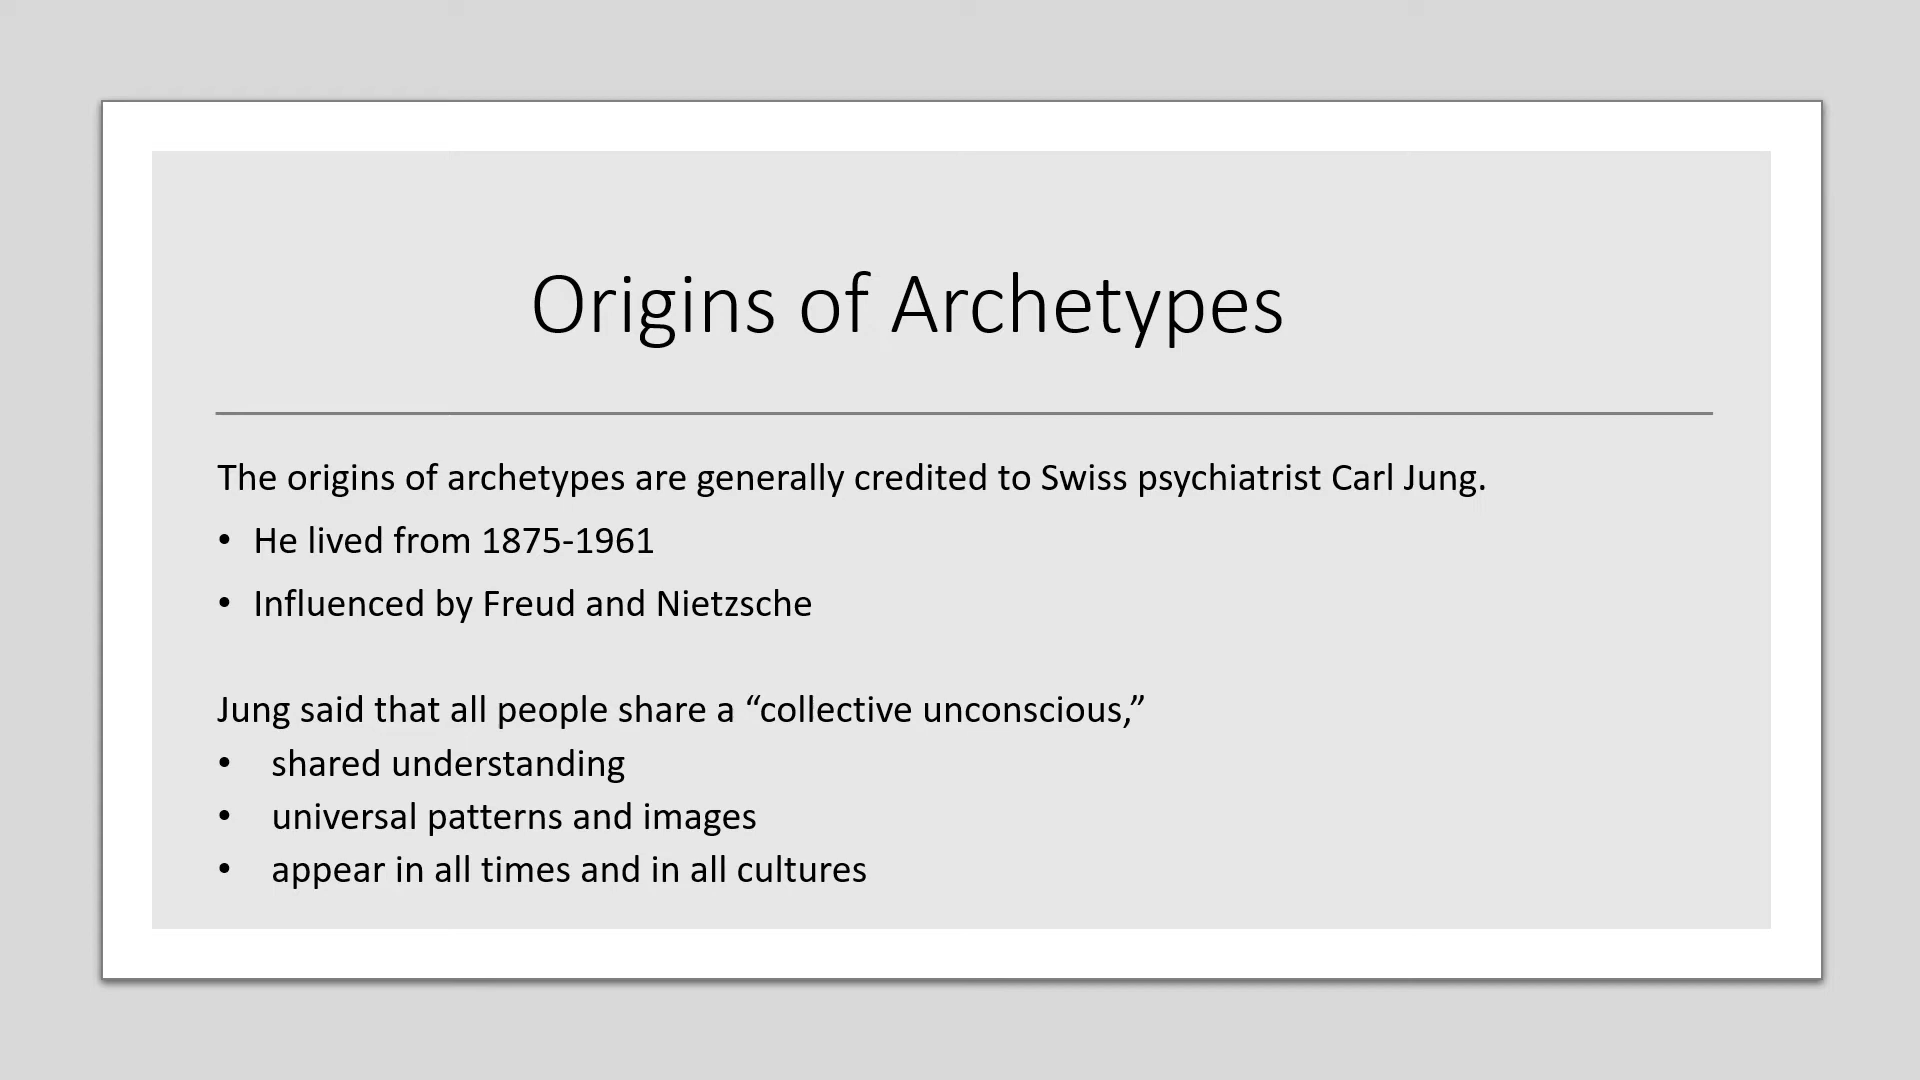 Origins of Archetypes
The origins of archetypes are generally credited to Swiss psychiatrist Carl Jung.
• He lived from 1875-1961
• Influenced by Freud and Nietzsche
Jung said that all people share a “collective unconscious,”
• shared understanding
• universal patterns and images
• appear in all times and in all cultures